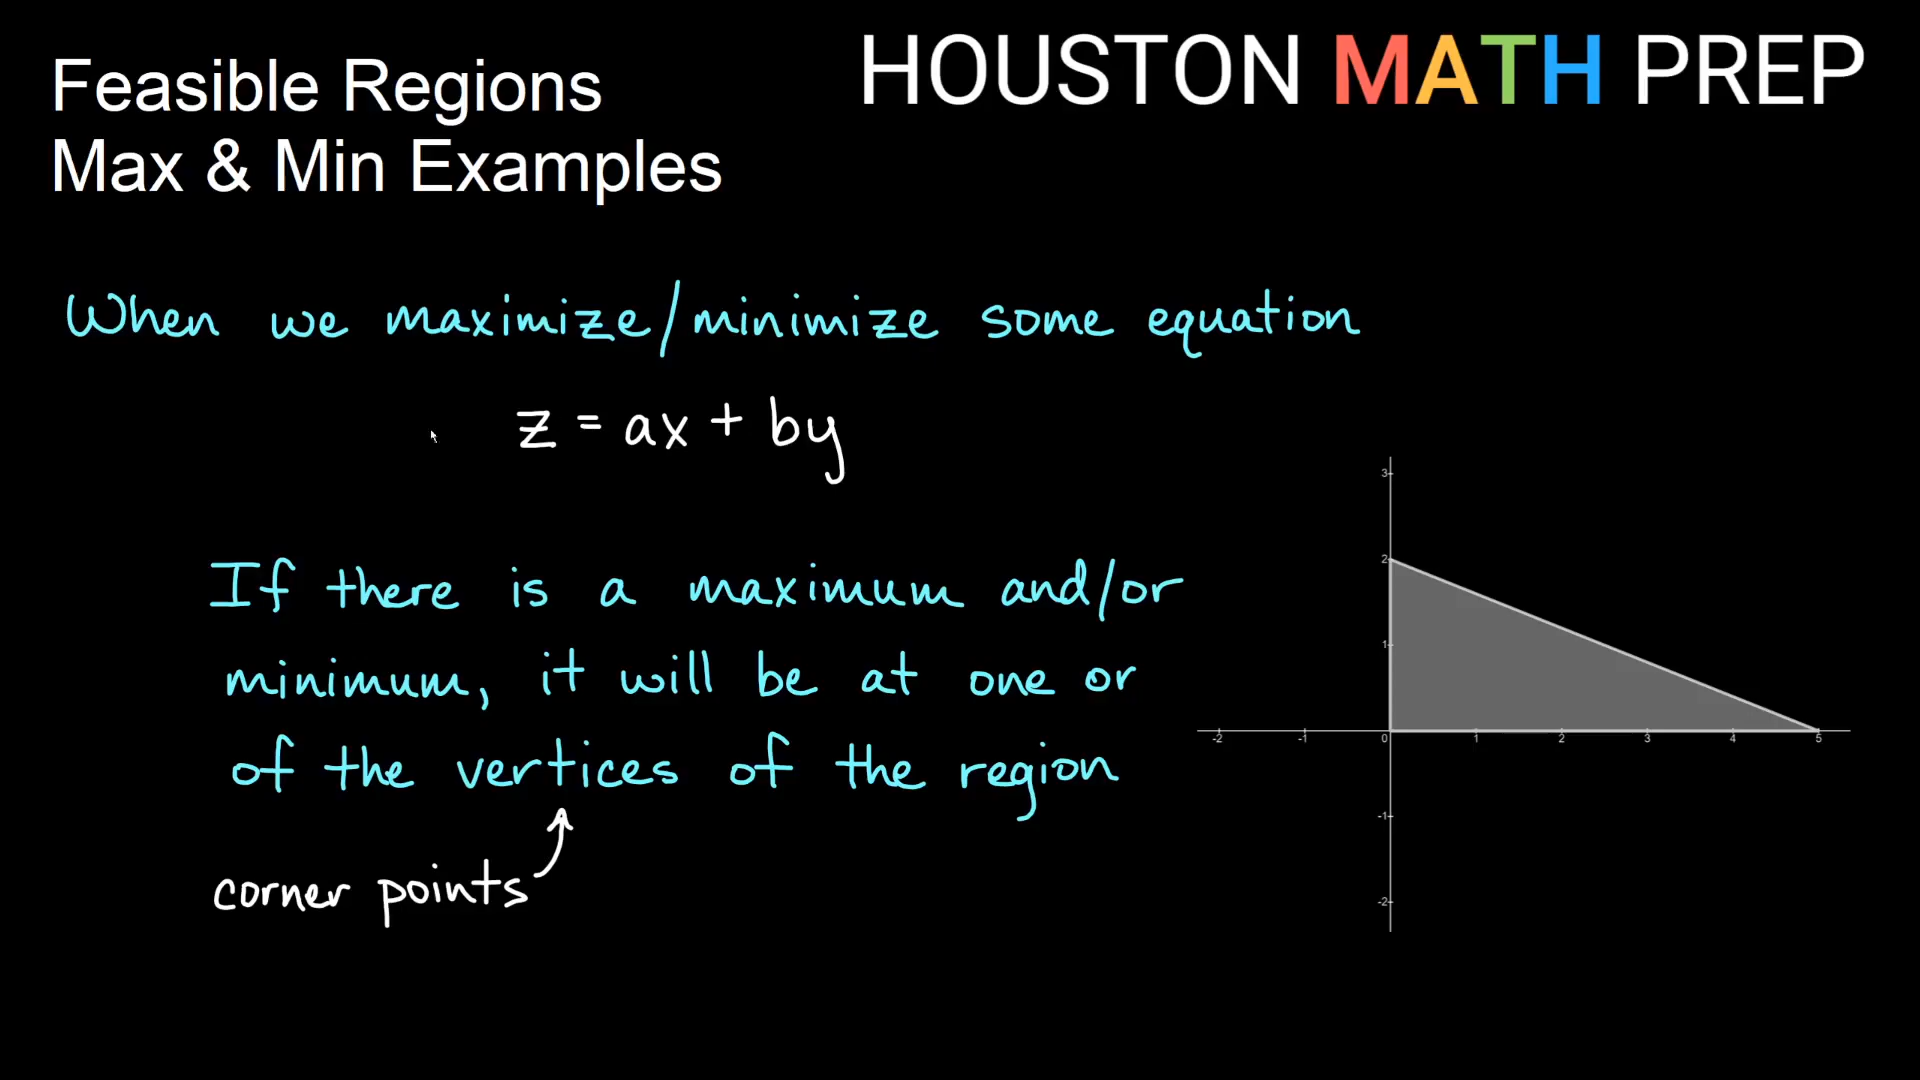 Feasible Regions
Max & Min Examples
HOUSTON MATH PREP
When we maximize/minimize some equation
z = ax + by
If there is a maximum and/or
minimum, it will be at one or
of the vertices of the region
corner points
3
2
1
-2 -1 0 1 2 3 4 5
-1
-2